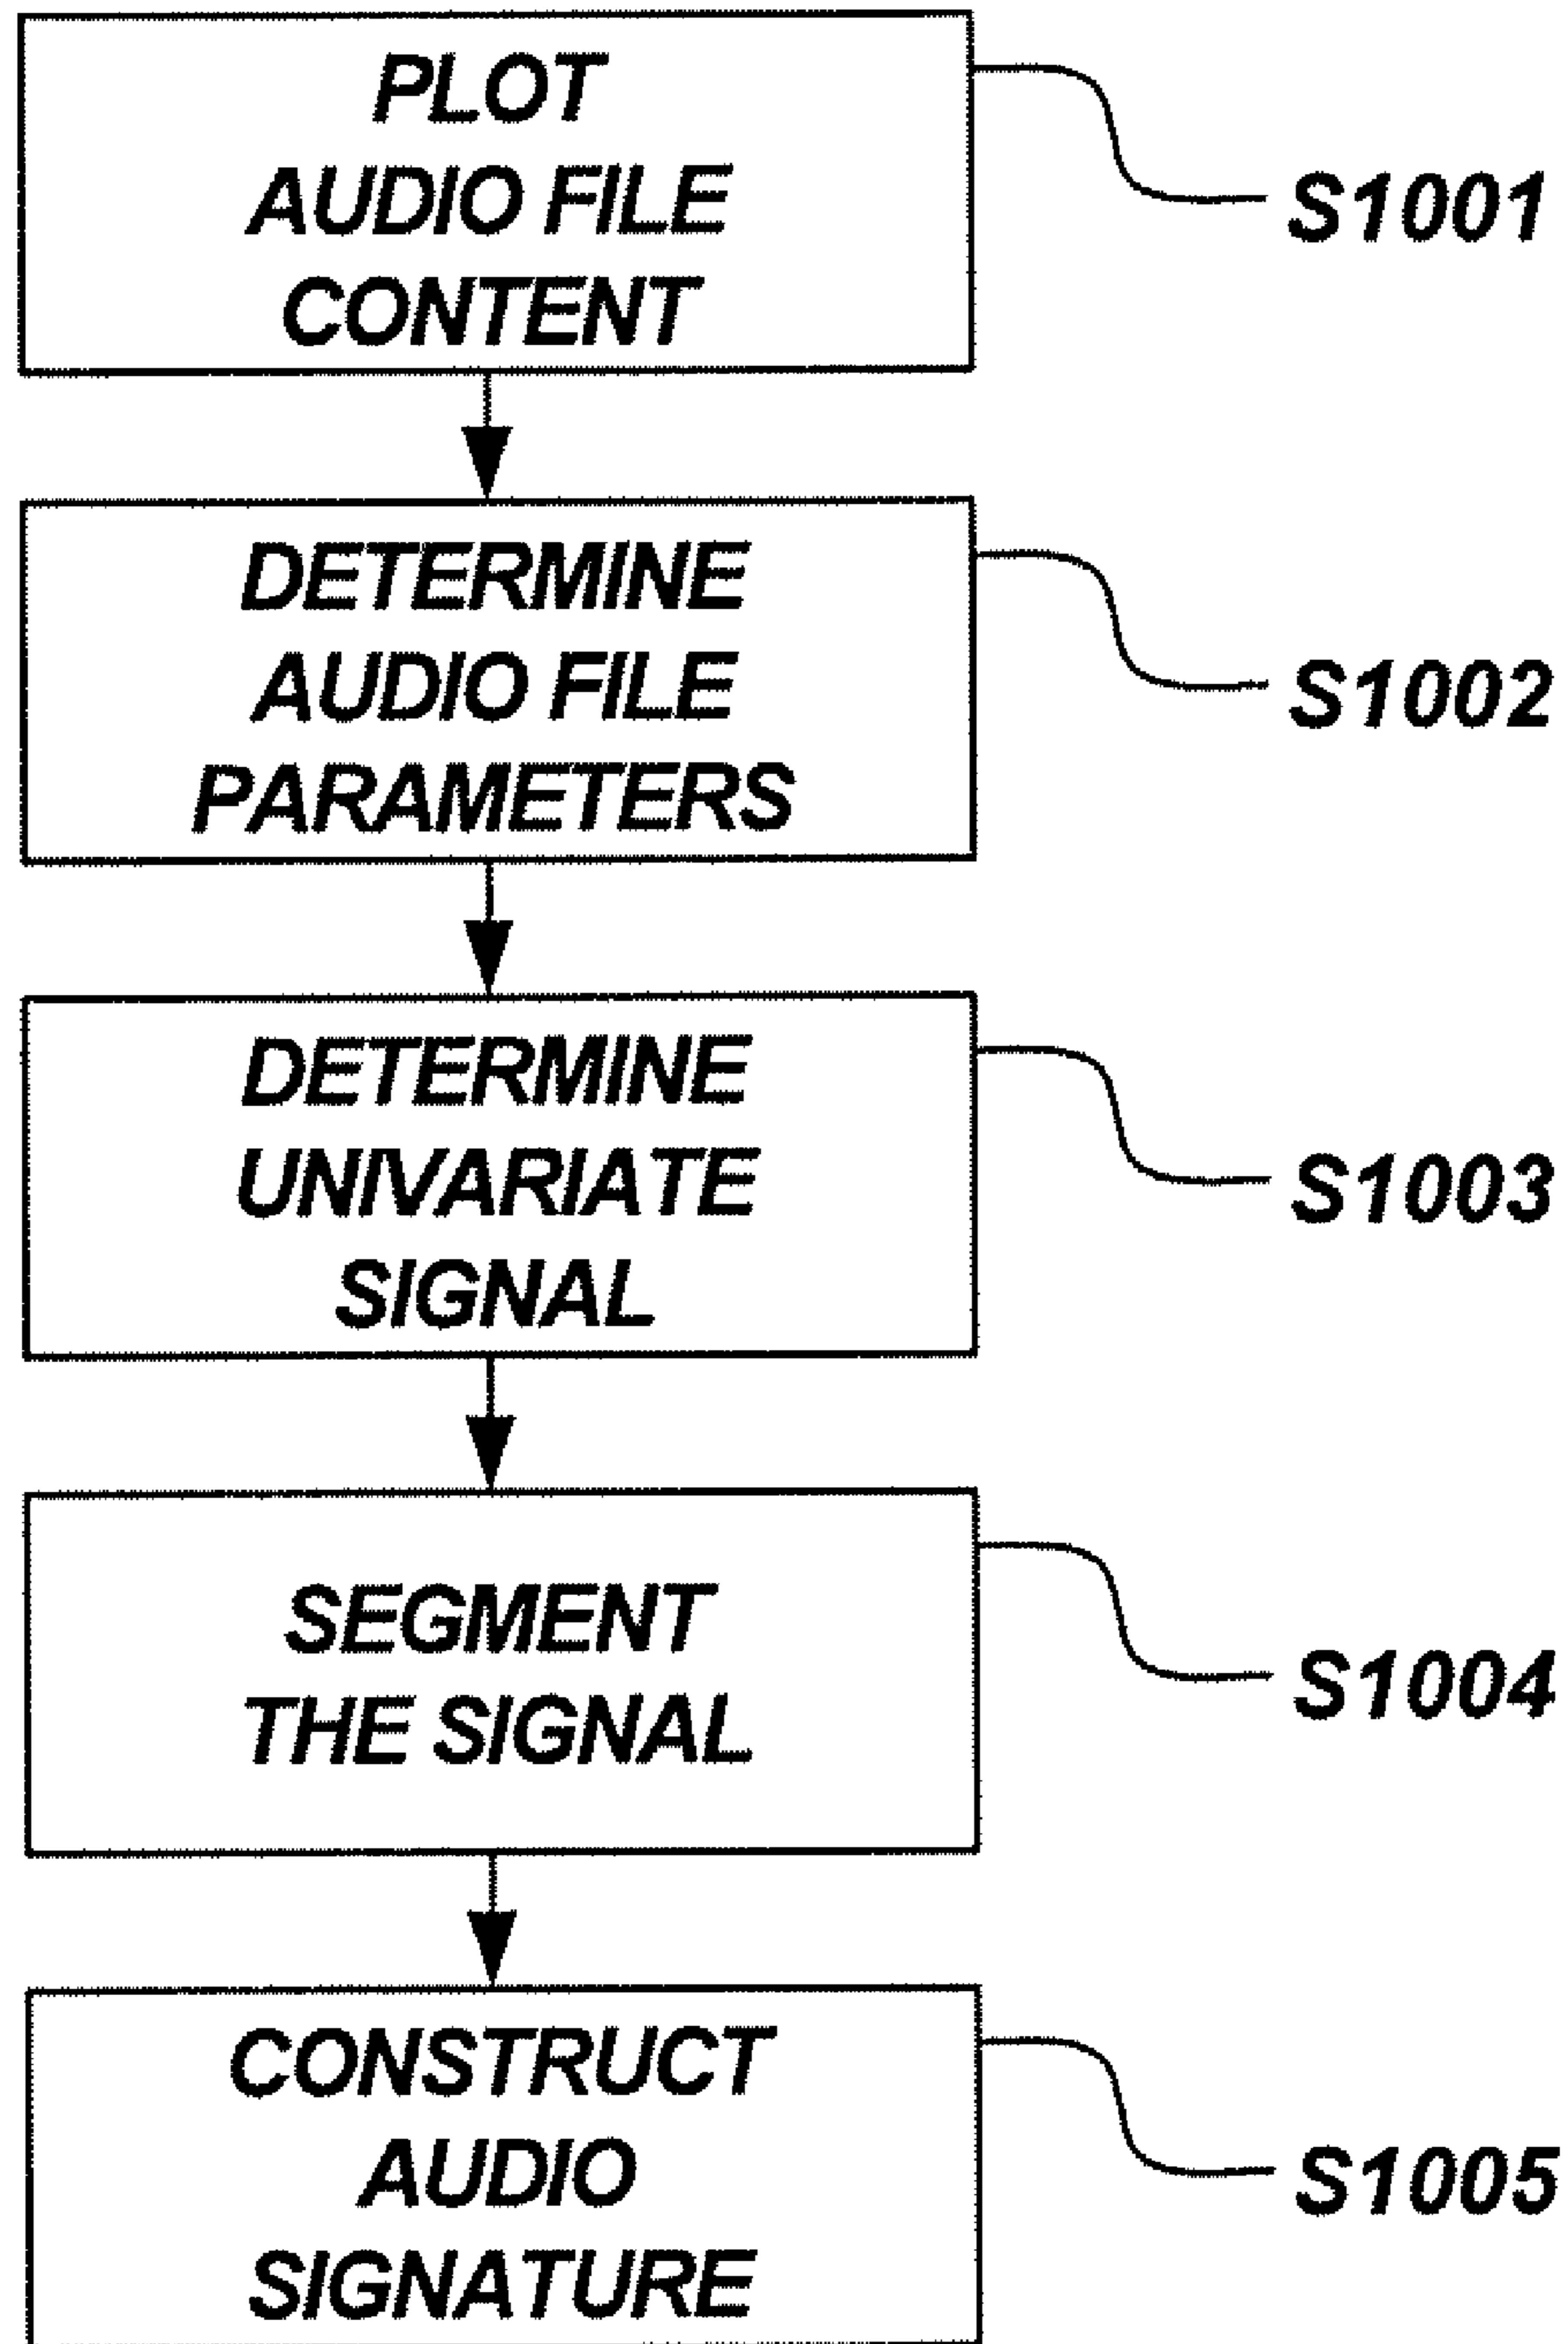 PLOT
AUDIO FILE
CONTENT
S1001
DETERMINE
AUDIO FILE
PARAMETERS
S1002
DETERMINE
UNIVARIATE
SIGNAL
S1003
SEGMENT
THE SIGNAL
S1004
CONSTRUCT
AUDIO
SIGNATURE
S1005